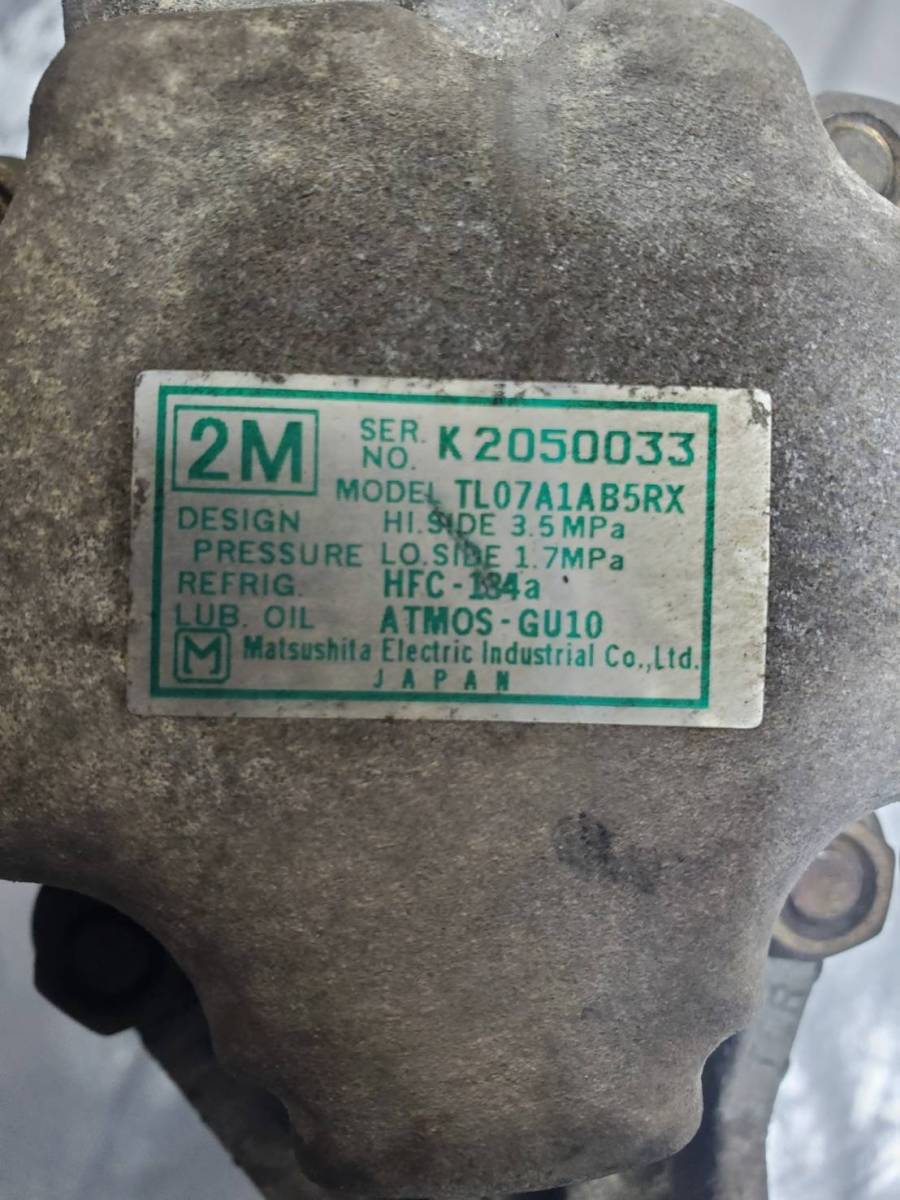 2M
SER. NO. K2050033
MODEL TL07A1AB5RX
DESIGN HI.SIDE 3.5MPa
PRESSURE LO.SIDE 1.7MPa
REFRIG. HFC-134a
LUB. OIL ATMOS-GU10
M Matsushita Electric Industrial Co.,Ltd.
JAPAN